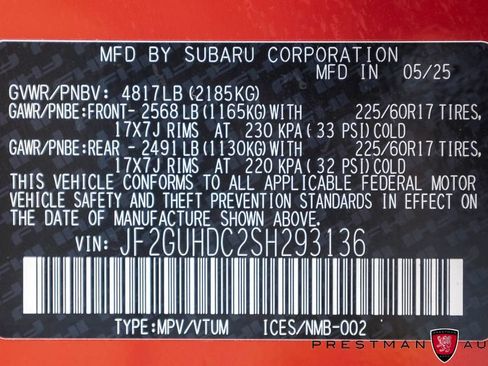 MFD BY SUBARU CORPORATION
MFD IN 05/25
GVWR/PNBV: 4817LB (2185KG)
GAWR/PNBE:FRONT- 2568 LB (1165KG) WITH 225/60R17 TIRES,
17X7J RIMS AT 230 KPA ( 33 PSI) COLD
GAWR/PNBE:REAR - 2491 LB (1130KG) WITH 225/60R17 TIRES,
17X7J RIMS AT 220 KPA ( 32 PSI) COLD
THIS VEHICLE CONFORMS TO ALL APPLICABLE FEDERAL MOTOR
VEHICLE SAFETY AND THEFT PREVENTION STANDARDS IN EFFECT
ON THE DATE OF MANUFACTURE SHOWN ABOVE.
VIN: JF2GUHDC2SH293136
TYPE:MPV/VTUM ICES/NMB-002
PRESTMAN AU